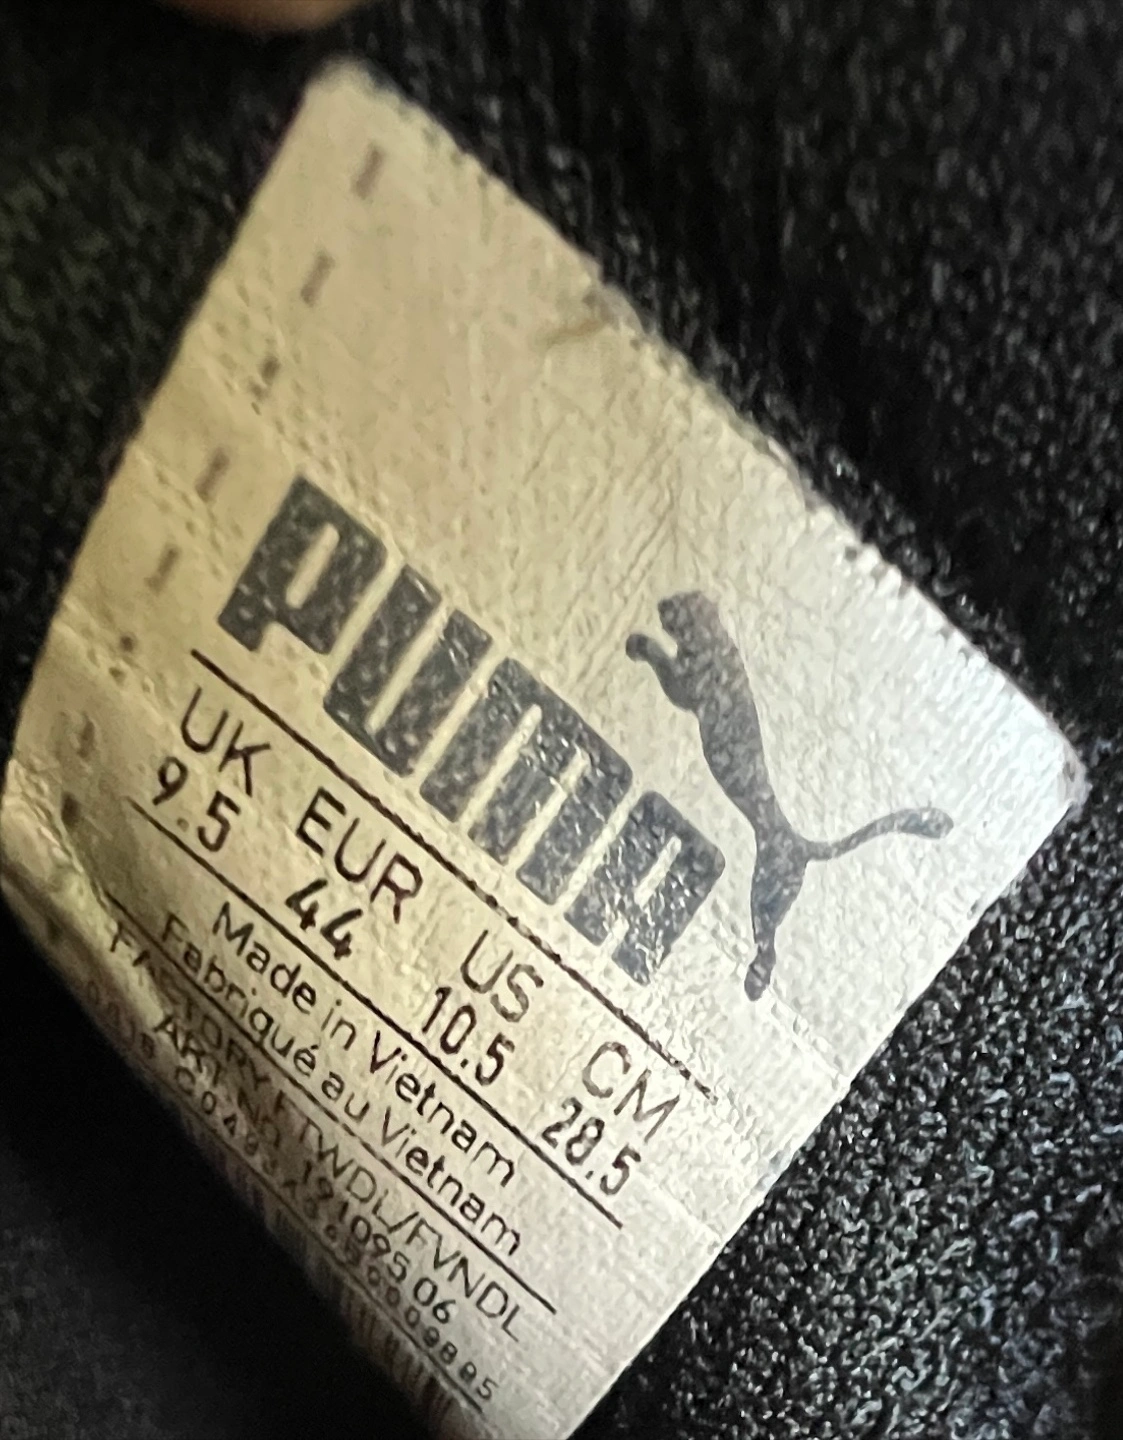 PUMA
UK EUR US CM
9.5 44 10.5 28.5
Made in Vietnam
Fabriqué au Vietnam
FACTORY FTWDL/FVNDL
ART. No. 191095 06